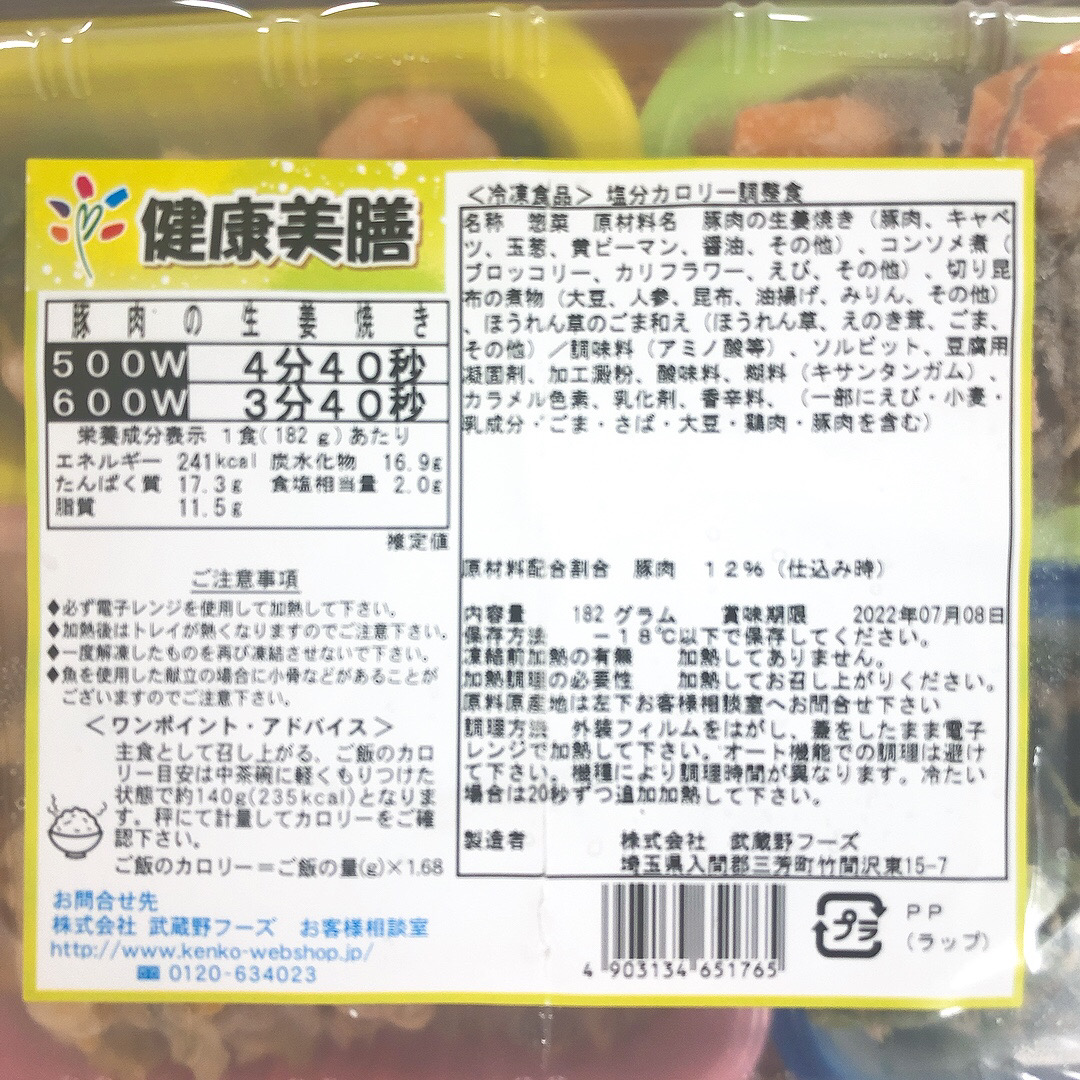 健康美膳
豚肉の生姜焼き
500W 4分40秒
600W 3分40秒
栄養成分表示 1食(182g)あたり
エネルギー 241kcal 炭水化物 16.9g
たんぱく質 17.3g 食塩相当量 2.0g
脂質 11.5g
推定値
ご注意事項
◆必ず電子レンジを使用して加熱して下さい。
◆加熱後はトレイが熱くなりますのでご注意下さい。
◆一度解凍したものを再び凍結させないで下さい。
◆魚を使用した献立の場合に小骨などがあることが
ございますのでご注意下さい。
＜ワンポイント・アドバイス＞
主食として召し上がる、ご飯のカロ
リー目安は中茶碗に軽くもりつけた
状態で約140g(235kcal)となりま
す。秤にて計量してカロリーをご確
認下さい。
ご飯のカロリー＝ご飯の量(g)×1.68
お問合せ先
株式会社 武蔵野フーズ お客様相談室
http://www.kenko-webshop.jp/
0120-634023
＜冷凍食品＞ 塩分カロリー調整食
名称 惣菜 原材料名 豚肉の生姜焼き（豚肉、キャベ
ツ、玉葱、黄ピーマン、醤油、その他）、コンソメ煮（
ブロッコリー、カリフラワー、えび、その他）、切り昆
布の煮物（大豆、人参、昆布、油揚げ、みりん、その他）
、ほうれん草のごま和え（ほうれん草、えのき茸、ごま、
その他）／調味料（アミノ酸等）、ソルビット、豆腐用
凝固剤、加工澱粉、酸味料、糊料（キサンタンガム）、
カラメル色素、乳化剤、香辛料、（一部にえび・小麦・
乳成分・ごま・さば・大豆・鶏肉・豚肉を含む）
原材料配合割合 豚肉 12％（仕込み時）
内容量 182 グラム 賞味期限 2022年07月08日
保存方法 －18℃以下で保存してください。
凍結前加熱の有無 加熱してありません。
加熱調理の必要性 加熱してお召し上がりください。
原料原産地は左下お客様相談室へお問合せ下さい
調理方法 外装フィルムをはがし、蓋をしたまま電子
レンジで加熱して下さい。オート機能での調理は避け
て下さい。機種により調理時間が異なります。冷たい
場合は20秒ずつ追加加熱して下さい。
製造者 株式会社 武蔵野フーズ
埼玉県入間郡三芳町竹間沢東15-7
4 903134 651765
プラ
PP
（ラップ）